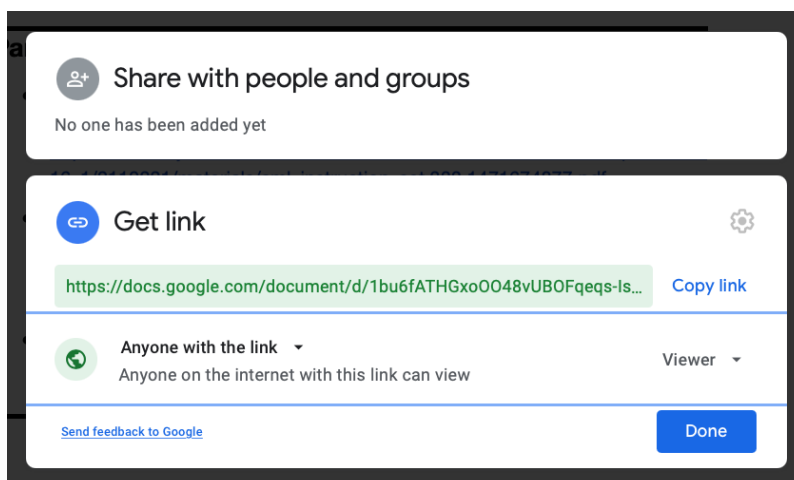 Share with people and groups
No one has been added yet
Get link
https://docs.google.com/document/d/1bu6fATHGxoOO48vUBOFqeqs-Is...
Copy link
Anyone with the link
Anyone on the internet with this link can view
Viewer
Send feedback to Google
Done